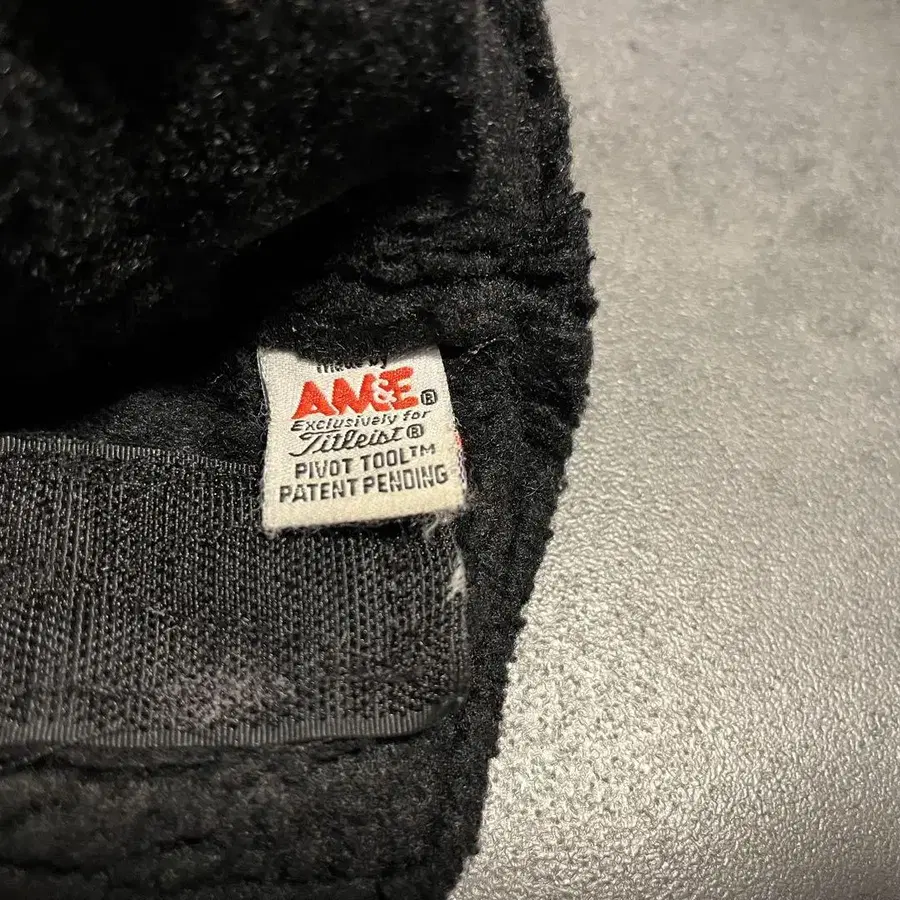 made by
AM&E®
Exclusively for
Titleist®
PIVOT TOOL™
PATENT PENDING